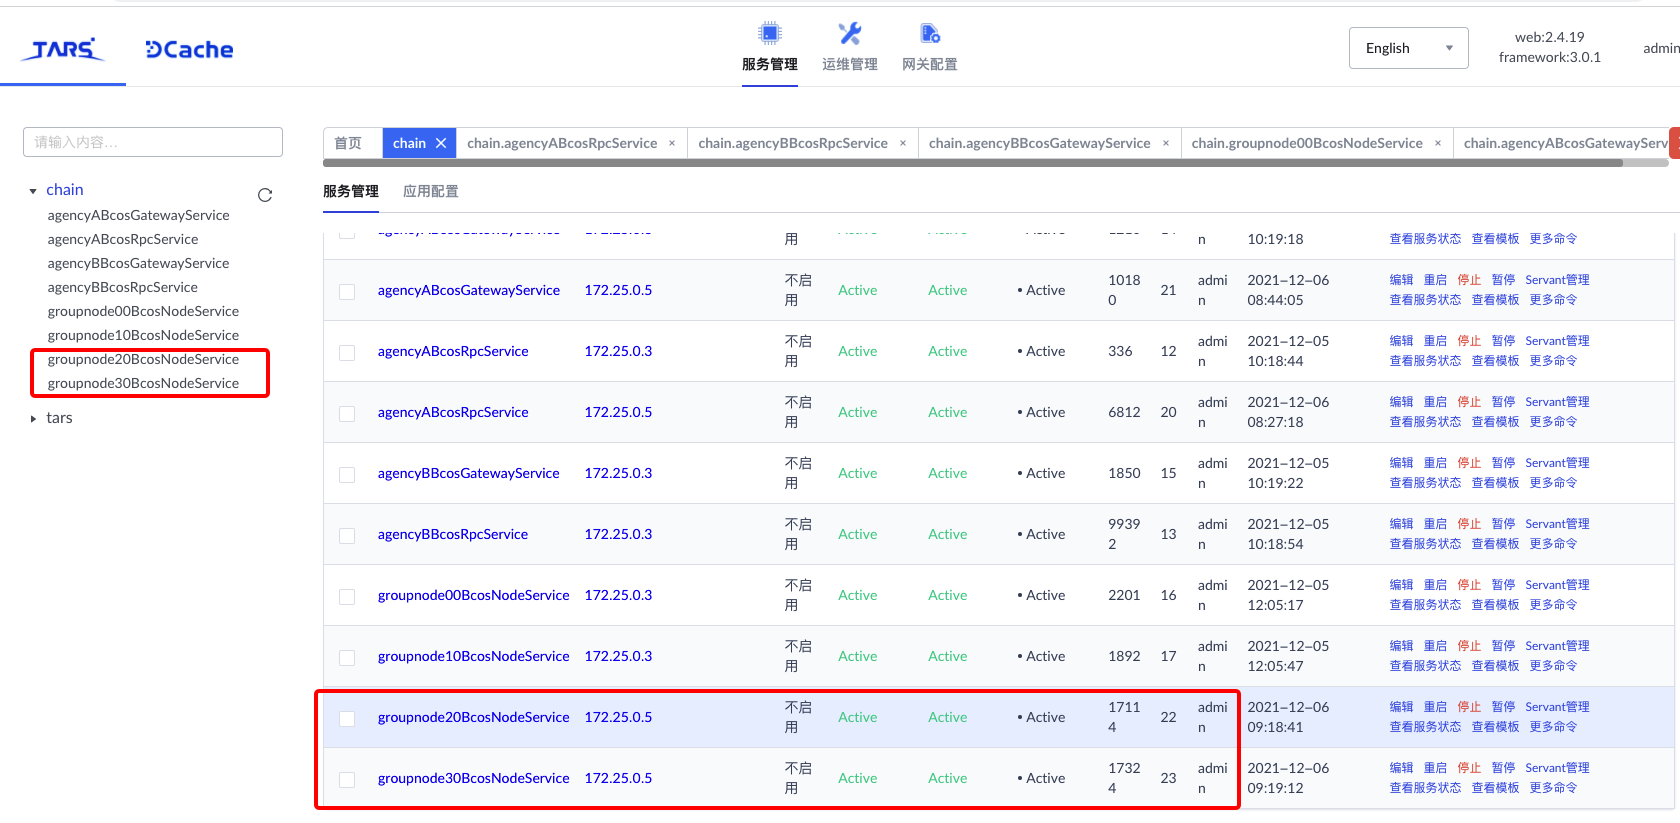 TARS
DCache
服务管理
运维管理
网关配置
English
web:2.4.19
framework:3.0.1
admin
请输入内容...
首页
chain
chain.agencyABcosRpcService ×
chain.agencyBBcosRpcService ×
chain.agencyBBcosGatewayService ×
chain.groupnode00BcosNodeService ×
chain.agencyABcosGatewayServ
chain
agencyABcosGatewayService
agencyABcosRpcService
agencyBBcosGatewayService
agencyBBcosRpcService
groupnode00BcosNodeService
groupnode10BcosNodeService
groupnode20BcosNodeService
groupnode30BcosNodeService
tars
服务管理 应用配置
用 n 10:19:18 查看服务状态 查看模板 更多命令
不启 1018 admi 2021-12-06 编辑 重启 停止 暂停 Servant管理
agencyABcosGatewayService 172.25.0.5 Active Active • Active 21
用 0 n 08:44:05 查看服务状态 查看模板 更多命令
不启 admi 2021-12-05 编辑 重启 停止 暂停 Servant管理
agencyABcosRpcService 172.25.0.3 Active Active • Active 336 12
用 n 10:18:44 查看服务状态 查看模板 更多命令
不启 admi 2021-12-06 编辑 重启 停止 暂停 Servant管理
agencyABcosRpcService 172.25.0.5 Active Active • Active 6812 20
用 n 08:27:18 查看服务状态 查看模板 更多命令
不启 admi 2021-12-05 编辑 重启 停止 暂停 Servant管理
agencyBBcosGatewayService 172.25.0.3 Active Active • Active 1850 15
用 n 10:19:22 查看服务状态 查看模板 更多命令
不启 9939 admi 2021-12-05 编辑 重启 停止 暂停 Servant管理
agencyBBcosRpcService 172.25.0.3 Active Active • Active 13
用 2 n 10:18:54 查看服务状态 查看模板 更多命令
不启 admi 2021-12-05 编辑 重启 停止 暂停 Servant管理
groupnode00BcosNodeService 172.25.0.3 Active Active • Active 2201 16
用 n 12:05:17 查看服务状态 查看模板 更多命令
不启 admi 2021-12-05 编辑 重启 停止 暂停 Servant管理
groupnode10BcosNodeService 172.25.0.3 Active Active • Active 1892 17
用 n 12:05:47 查看服务状态 查看模板 更多命令
不启 1711 admi 2021-12-06 编辑 重启 停止 暂停 Servant管理
groupnode20BcosNodeService 172.25.0.5 Active Active • Active 22
用 4 n 09:18:41 查看服务状态 查看模板 更多命令
不启 1732 admi 2021-12-06 编辑 重启 停止 暂停 Servant管理
groupnode30BcosNodeService 172.25.0.5 Active Active • Active 23
用 4 n 09:19:12 查看服务状态 查看模板 更多命令